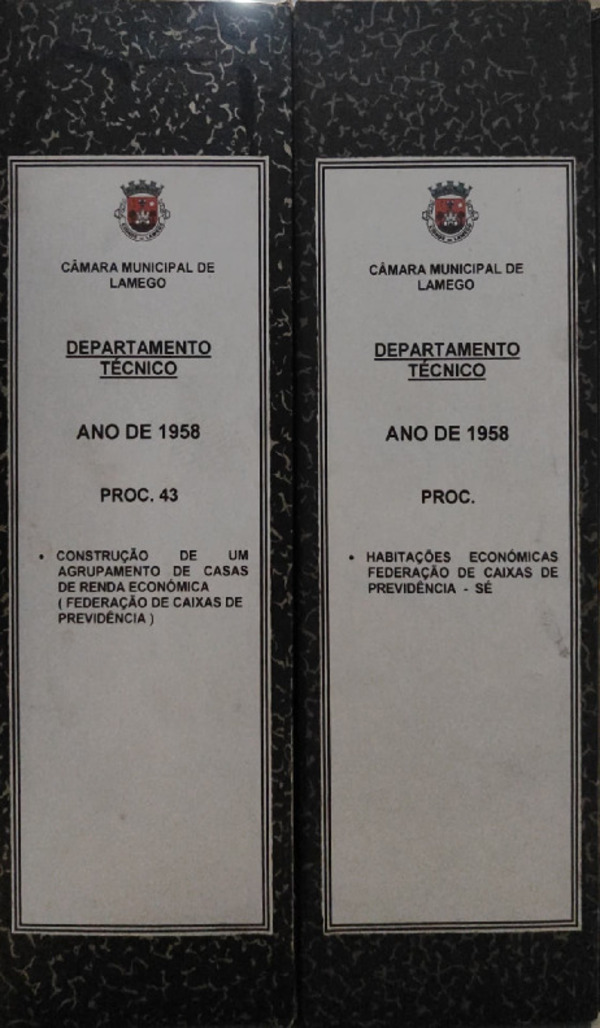 CÂMARA MUNICIPAL DE
LAMEGO
DEPARTAMENTO
TÉCNICO
ANO DE 1958
PROC. 43
• CONSTRUÇÃO DE UM
AGRUPAMENTO DE CASAS
DE RENDA ECONÓMICA
( FEDERAÇÃO DE CAIXAS DE
PREVIDÊNCIA )
CÂMARA MUNICIPAL DE
LAMEGO
DEPARTAMENTO
TÉCNICO
ANO DE 1958
PROC.
• HABITAÇÕES ECONÓMICAS
FEDERAÇÃO DE CAIXAS DE
PREVIDÊNCIA - SÉ